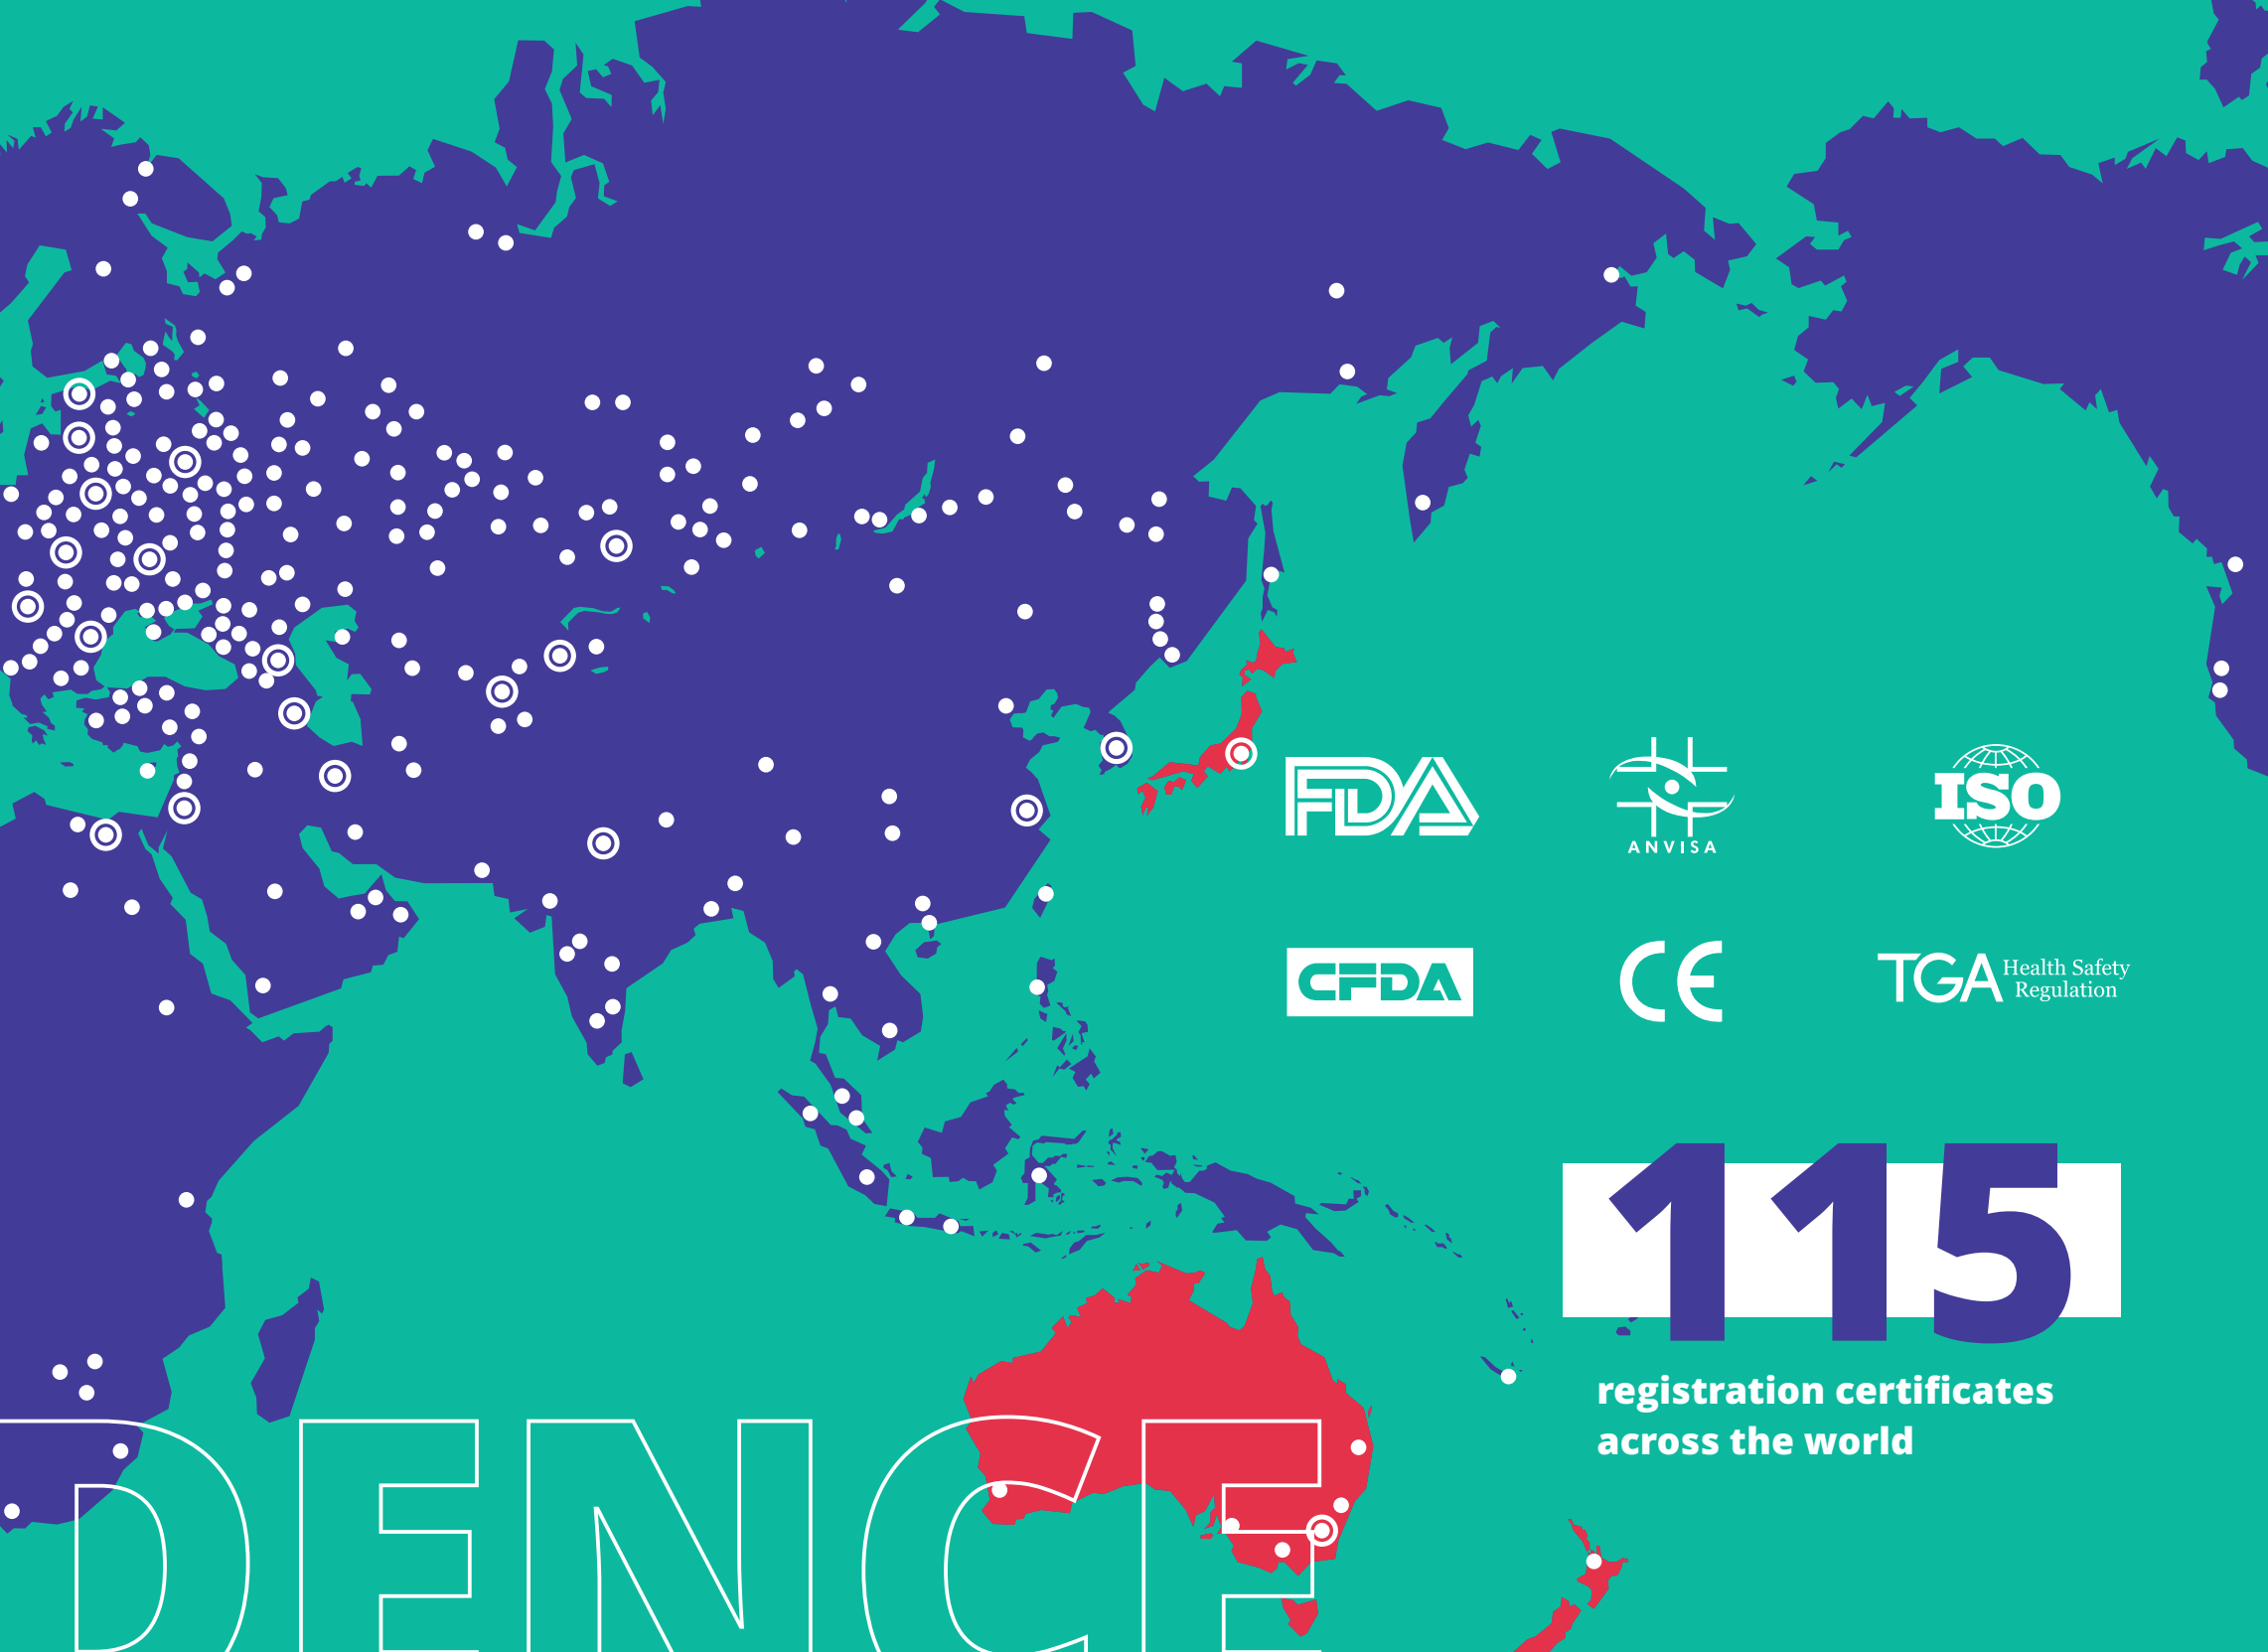 FDA
ANVISA
ISO
CFDA
CE
TGA Health Safety
Regulation
115
registration certificates
across the world
DENCE